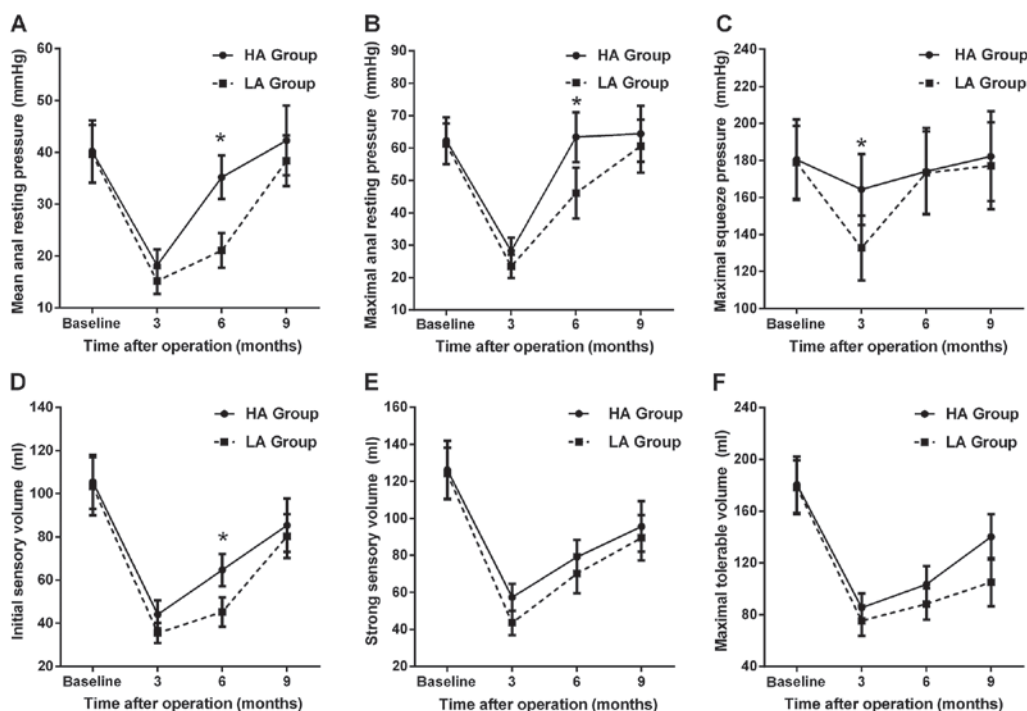 A
Mean anal resting pressure (mmHg)
60
50
40
30
20
10
HA Group
LA Group
*
Baseline 3 6 9
Time after operation (months)
B
Maximal anal resting pressure (mmHg)
90
80
70
60
50
40
30
20
10
HA Group
LA Group
*
Baseline 3 6 9
Time after operation (months)
C
Maximal squeeze pressure (mmHg)
240
220
200
180
160
140
120
100
HA Group
LA Group
*
Baseline 3 6 9
Time after operation (months)
D
Initial sensory volume (ml)
140
120
100
80
60
40
20
HA Group
LA Group
*
Baseline 3 6 9
Time after operation (months)
E
Strong sensory volume (ml)
160
140
120
100
80
60
40
20
HA Group
LA Group
Baseline 3 6 9
Time after operation (months)
F
Maximal tolerable volume (ml)
240
200
160
120
80
40
HA Group
LA Group
Baseline 3 6 9
Time after operation (months)